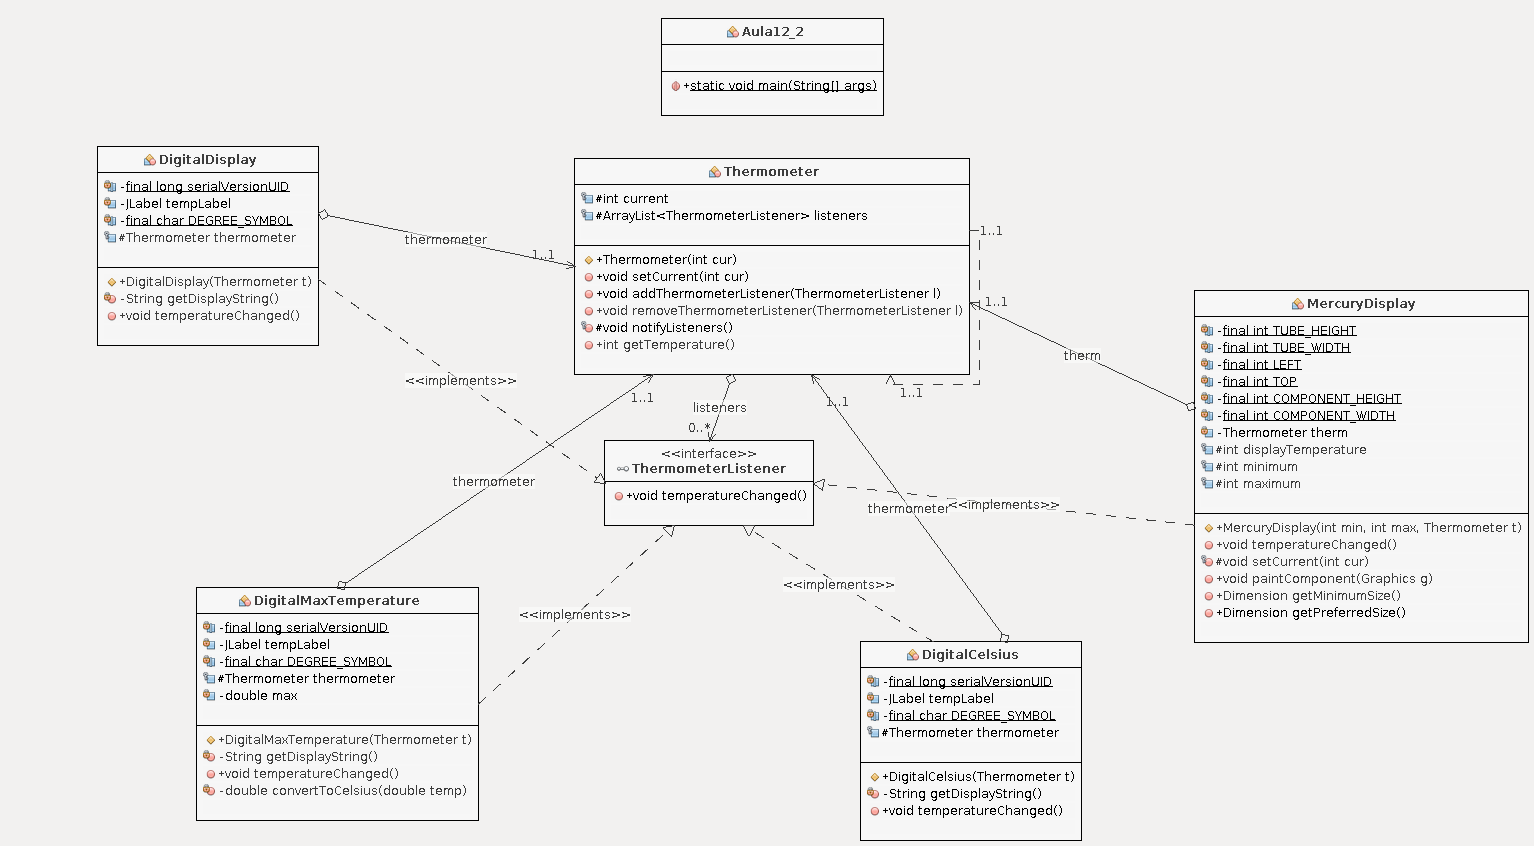 Aula12_2
+static void main(String[] args)
DigitalDisplay
-final long serialVersionUID
-JLabel tempLabel
-final char DEGREE_SYMBOL
#Thermometer thermometer
+DigitalDisplay(Thermometer t)
-String getDisplayString()
+void temperatureChanged()
Thermometer
#int current
#ArrayList<ThermometerListener> listeners
+Thermometer(int cur)
+void setCurrent(int cur)
+void addThermometerListener(ThermometerListener l)
+void removeThermometerListener(ThermometerListener l)
#void notifyListeners()
+int getTemperature()
thermometer
1..1
1..1
1..1
1..1
therm
MercuryDisplay
-final int TUBE_HEIGHT
-final int TUBE_WIDTH
-final int LEFT
-final int TOP
-final int COMPONENT_HEIGHT
-final int COMPONENT_WIDTH
-Thermometer therm
#int displayTemperature
#int minimum
#int maximum
+MercuryDisplay(int min, int max, Thermometer t)
+void temperatureChanged()
#void setCurrent(int cur)
+void paintComponent(Graphics g)
+Dimension getMinimumSize()
+Dimension getPreferredSize()
<<implements>>
1..1
listeners
0..*
1..1
<<interface>>
ThermometerListener
+void temperatureChanged()
thermometer
thermometer
<<implements>>
<<implements>>
<<implements>>
DigitalMaxTemperature
-final long serialVersionUID
-JLabel tempLabel
-final char DEGREE_SYMBOL
#Thermometer thermometer
-double max
+DigitalMaxTemperature(Thermometer t)
-String getDisplayString()
+void temperatureChanged()
-double convertToCelsius(double temp)
DigitalCelsius
-final long serialVersionUID
-JLabel tempLabel
-final char DEGREE_SYMBOL
#Thermometer thermometer
+DigitalCelsius(Thermometer t)
-String getDisplayString()
+void temperatureChanged()